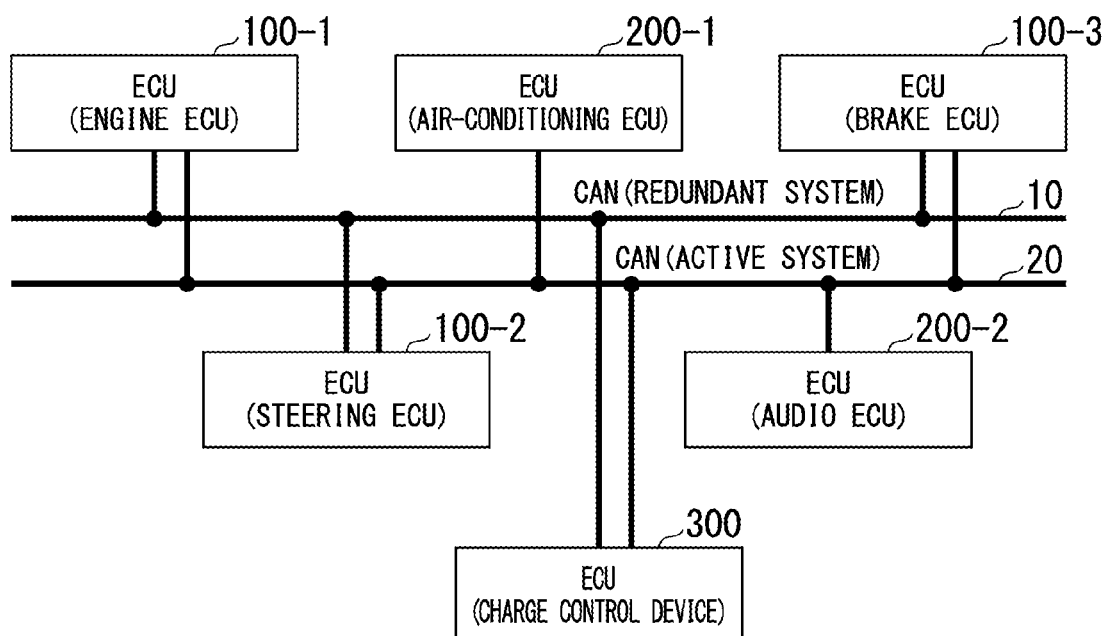 100-1
200-1
100-3
ECU
(ENGINE ECU)
ECU
(AIR-CONDITIONING ECU)
ECU
(BRAKE ECU)
CAN(REDUNDANT SYSTEM)
10
CAN(ACTIVE SYSTEM)
20
100-2
200-2
ECU
(STEERING ECU)
ECU
(AUDIO ECU)
300
ECU
(CHARGE CONTROL DEVICE)